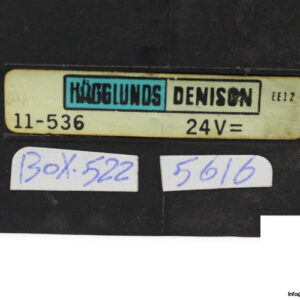 HÄGGLUNDS DENISON EE12
11-536 24V=
BOX.522 5616